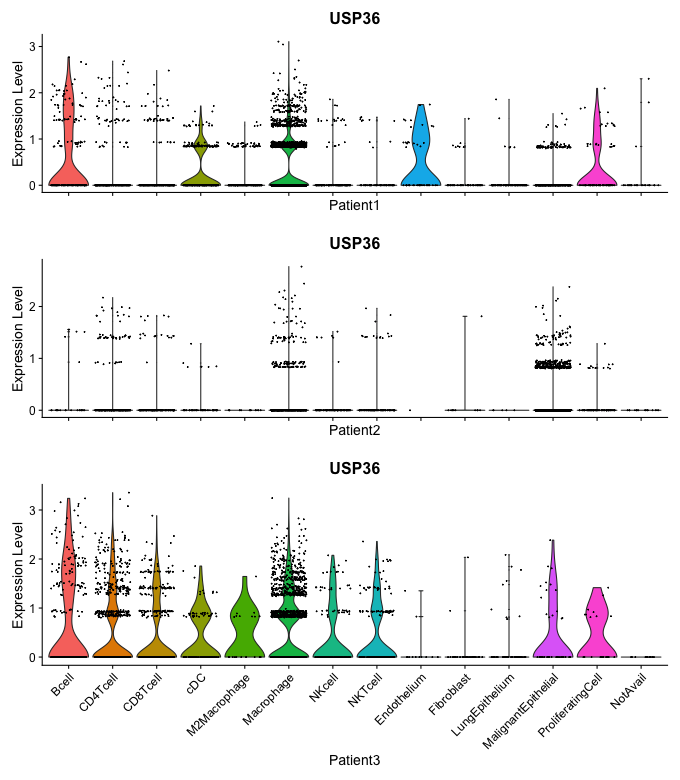 USP36
Expression Level
3
2
1
0
Patient1
USP36
Expression Level
2
1
0
Patient2
USP36
Expression Level
3
2
1
0
Bcell
CD4Tcell
CD8Tcell
cDC
M2Macrophage
Macrophage
NKcell
NKTcell
Endothelium
Fibroblast
LungEpithelium
MalignantEpithelial
ProliferatingCell
NotAvail
Patient3